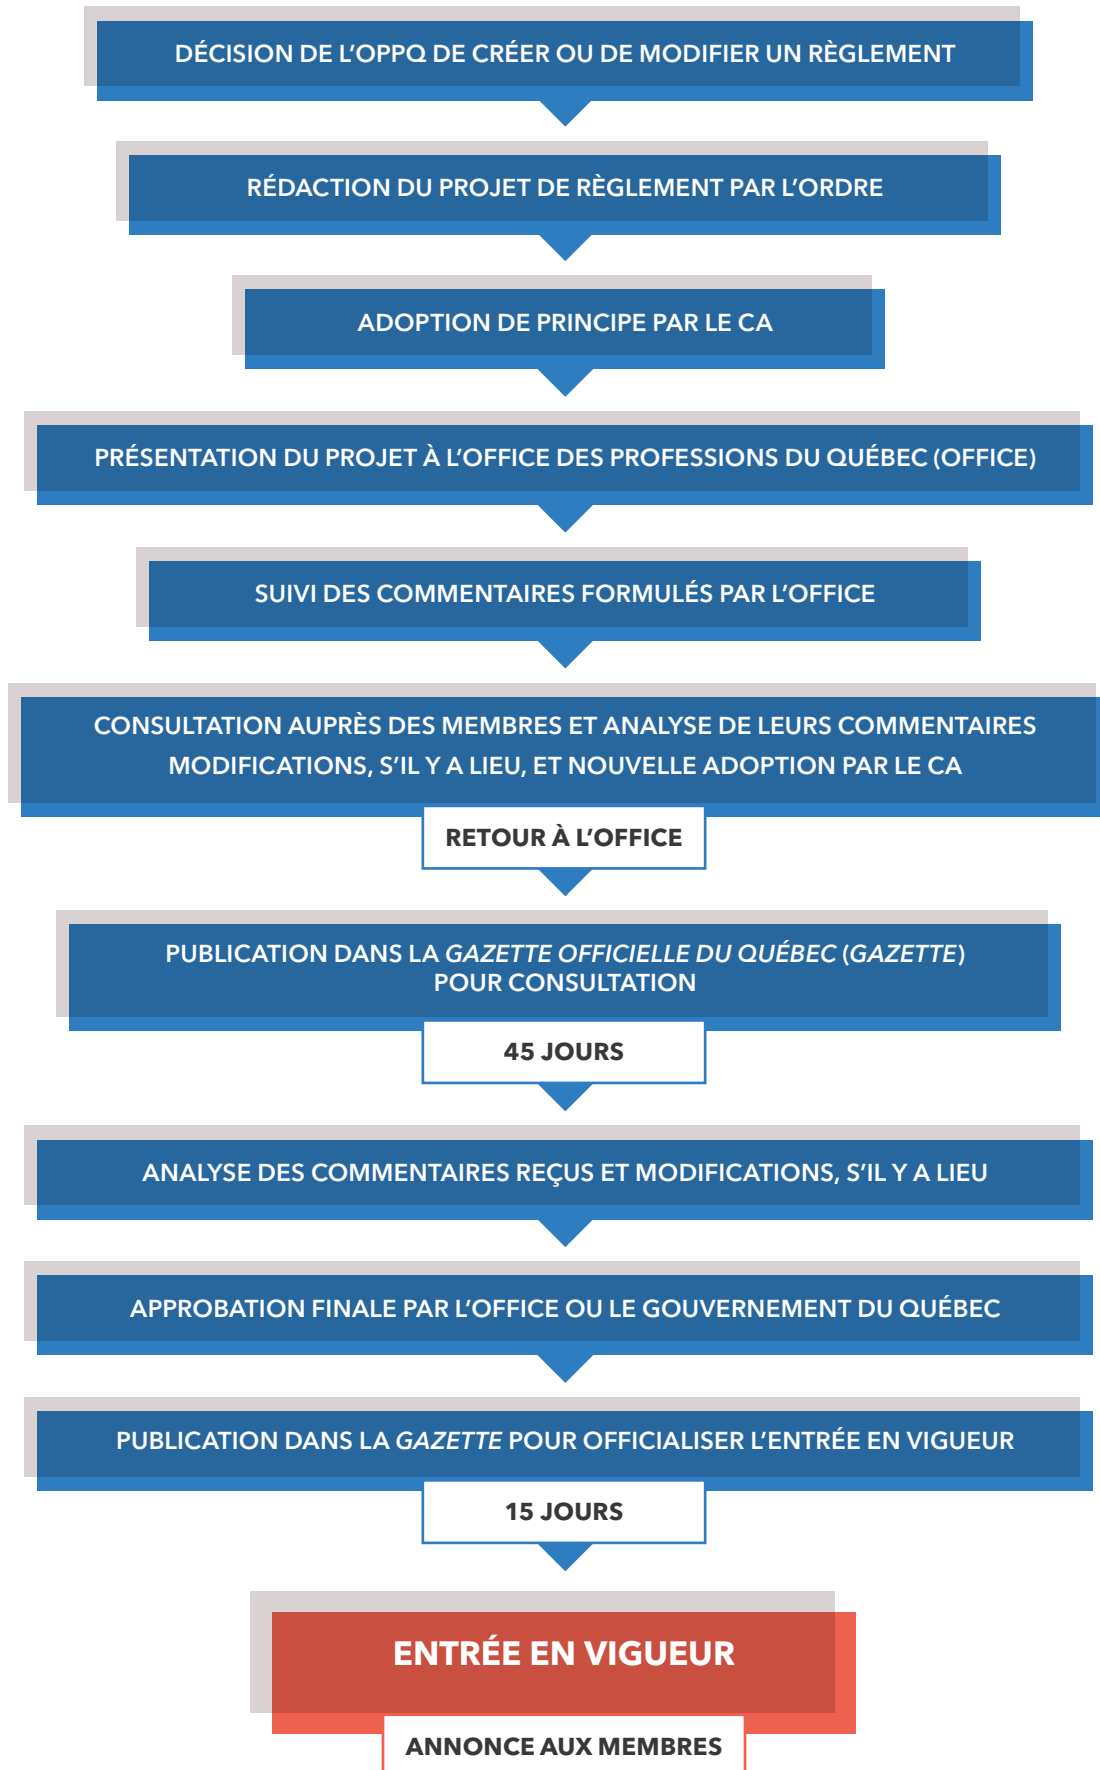 DÉCISION DE L’OPPQ DE CRÉER OU DE MODIFIER UN RÈGLEMENT
RÉDACTION DU PROJET DE RÈGLEMENT PAR L’ORDRE
ADOPTION DE PRINCIPE PAR LE CA
PRÉSENTATION DU PROJET À L’OFFICE DES PROFESSIONS DU QUÉBEC (OFFICE)
SUIVI DES COMMENTAIRES FORMULÉS PAR L’OFFICE
CONSULTATION AUPRÈS DES MEMBRES ET ANALYSE DE LEURS COMMENTAIRES
MODIFICATIONS, S’IL Y A LIEU, ET NOUVELLE ADOPTION PAR LE CA
RETOUR À L’OFFICE
PUBLICATION DANS LA GAZETTE OFFICIELLE DU QUÉBEC (GAZETTE)
POUR CONSULTATION
45 JOURS
ANALYSE DES COMMENTAIRES REÇUS ET MODIFICATIONS, S’IL Y A LIEU
APPROBATION FINALE PAR L’OFFICE OU LE GOUVERNEMENT DU QUÉBEC
PUBLICATION DANS LA GAZETTE POUR OFFICIALISER L’ENTRÉE EN VIGUEUR
15 JOURS
ENTRÉE EN VIGUEUR
ANNONCE AUX MEMBRES